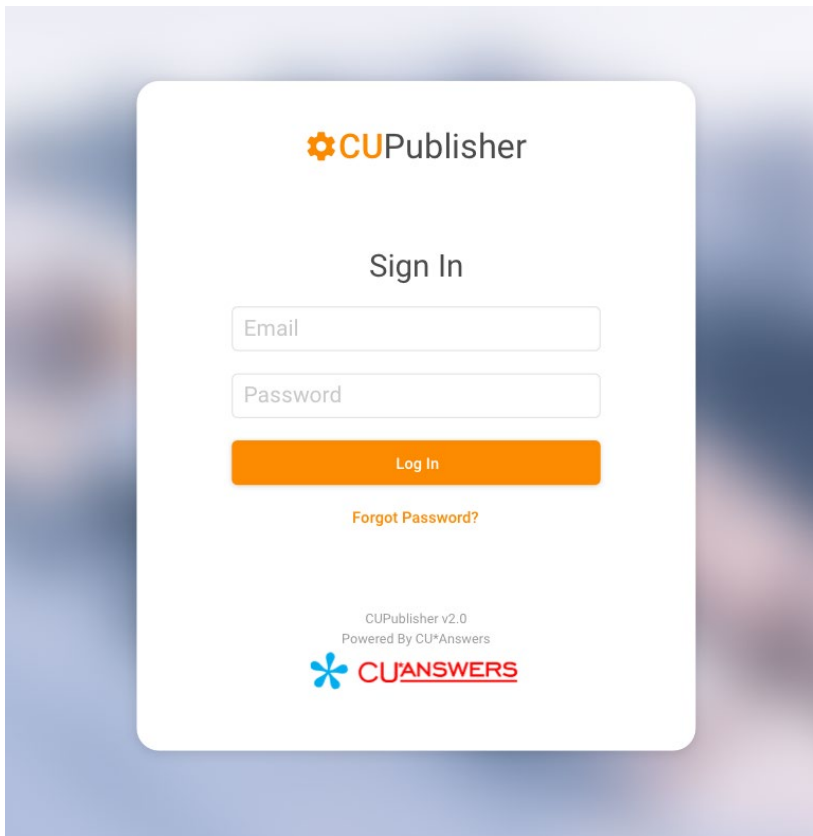 CUPublisher
Sign In
Email
Password
Log In
Forgot Password?
CUPublisher v2.0
Powered By CU*Answers
CU*ANSWERS